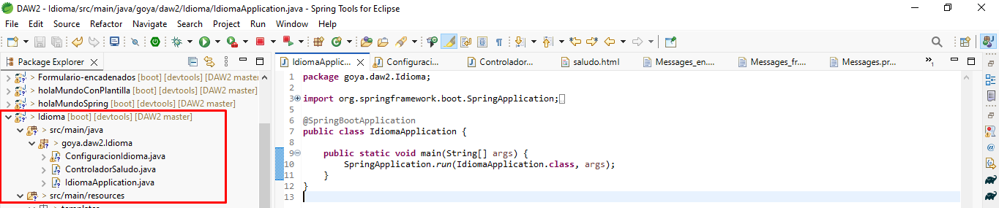 DAW2 - Idioma/src/main/java/goya/daw2/Idioma/IdiomaApplication.java - Spring Tools for Eclipse
File Edit Source Refactor Navigate Search Project Run Window Help
Package Explorer
IdiomaApplic...
Configuraci...
Controlador...
saludo.html
Messages_en....
Messages_fr....
Messages.pr...
»1
> Formulario-encadenados [boot] [devtools] [DAW2 master]
> holaMundoConPlantilla [boot] [devtools] [DAW2 master]
> holaMundoSpring [boot] [devtools] [DAW2 master]
> Idioma [boot] [devtools] [DAW2 master]
> src/main/java
> goya.daw2.Idioma
ConfiguracionIdioma.java
ControladorSaludo.java
IdiomaApplication.java
> src/main/resources
> templates
1 package goya.daw2.Idioma;
2
3 import org.springframework.boot.SpringApplication;
5
6 @SpringBootApplication
7 public class IdiomaApplication {
8
9 public static void main(String[] args) {
10 SpringApplication.run(IdiomaApplication.class, args);
11 }
12 }
13